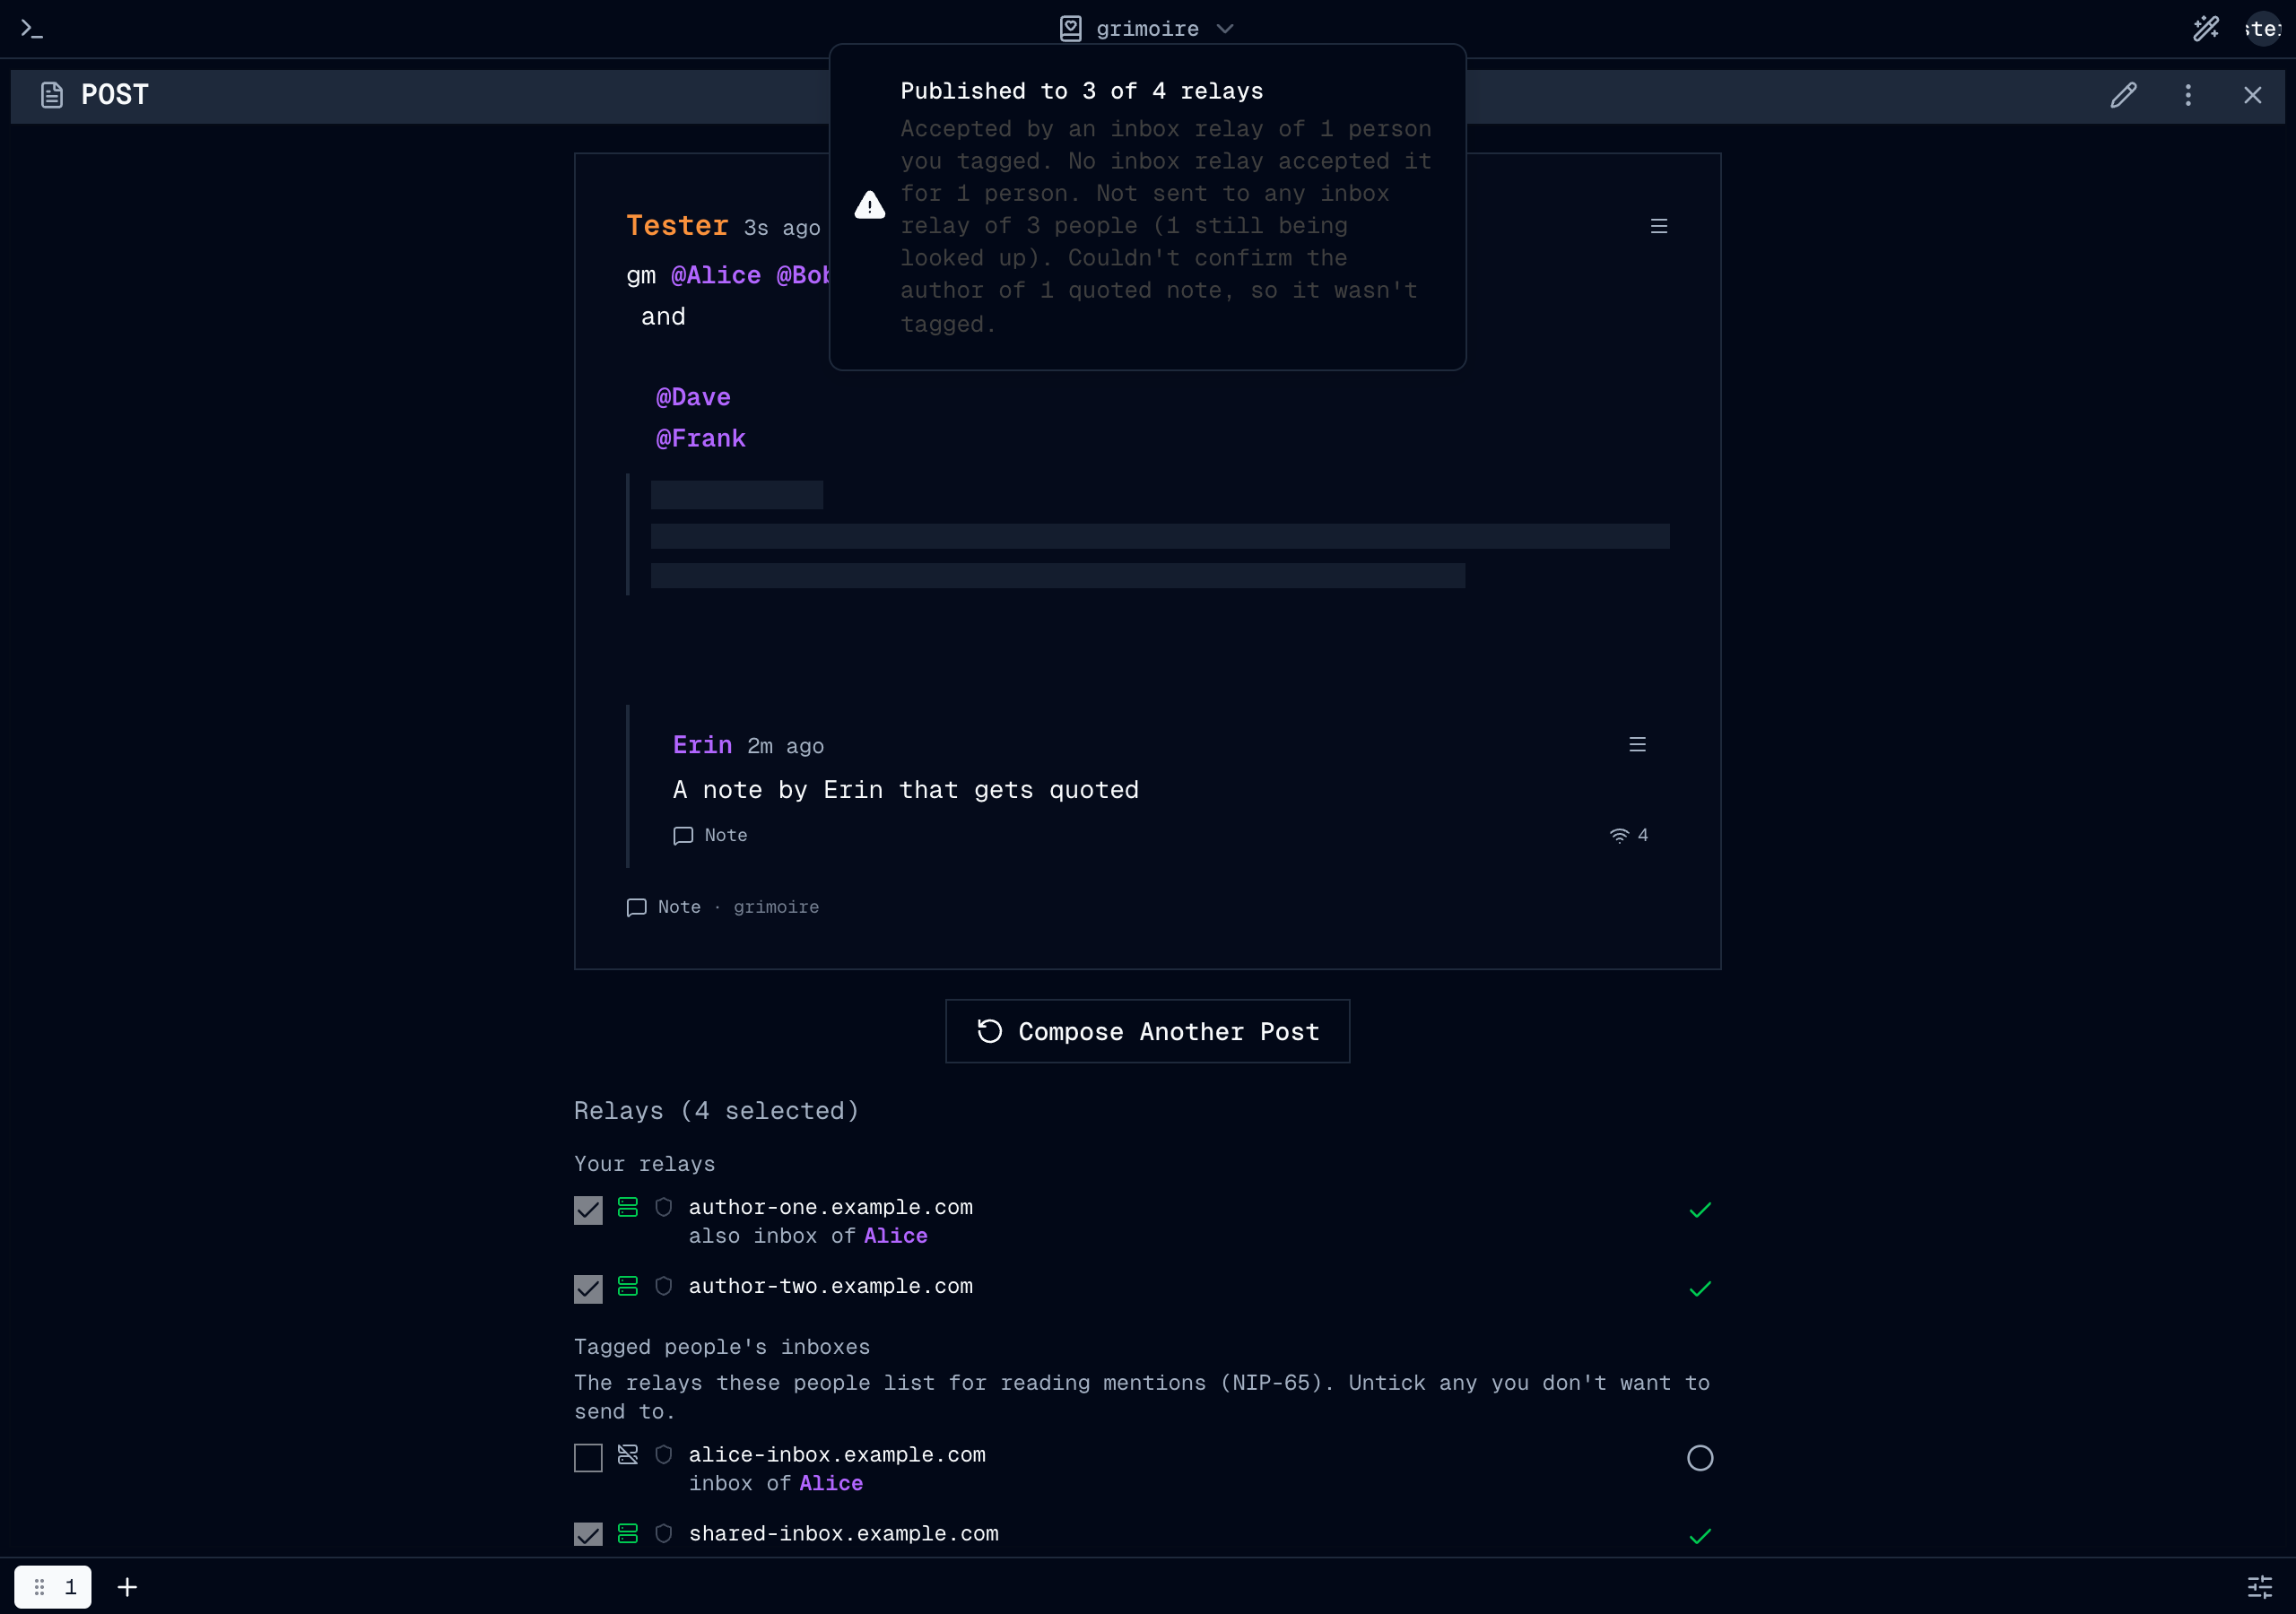 grimoire
POST
Published to 3 of 4 relays
Accepted by an inbox relay of 1 person
you tagged. No inbox relay accepted it
for 1 person. Not sent to any inbox
relay of 3 people (1 still being
looked up). Couldn't confirm the
author of 1 quoted note, so it wasn't
tagged.
Tester 3s ago
gm @Alice @Bob
and
@Dave
@Frank
Erin 2m ago
A note by Erin that gets quoted
Note 4
Note · grimoire
Compose Another Post
Relays (4 selected)
Your relays
author-one.example.com
also inbox of Alice
author-two.example.com
Tagged people's inboxes
The relays these people list for reading mentions (NIP-65). Untick any you don't want to
send to.
alice-inbox.example.com
inbox of Alice
shared-inbox.example.com
1